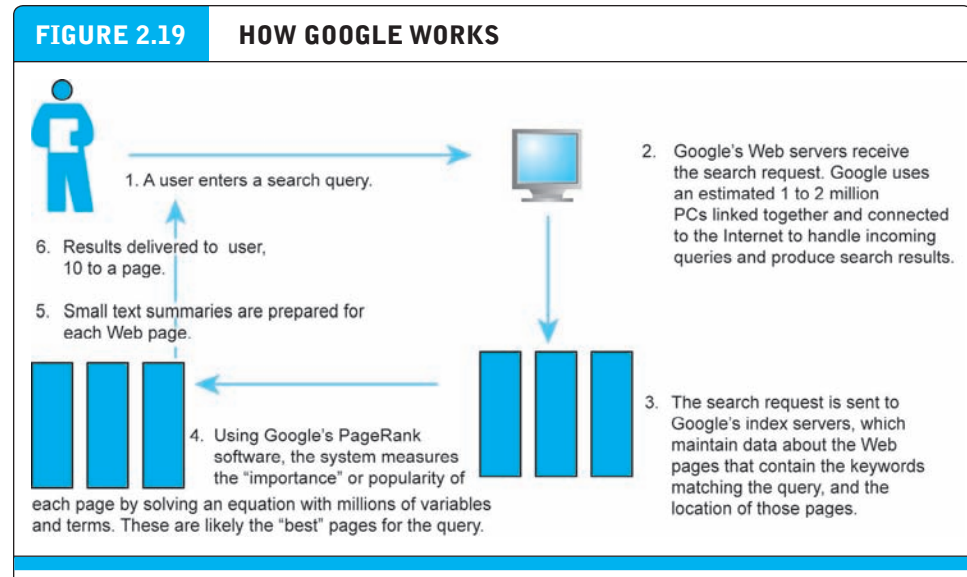 FIGURE 2.19 HOW GOOGLE WORKS
1. A user enters a search query.
2. Google's Web servers receive
the search request. Google uses
an estimated 1 to 2 million
PCs linked together and connected
to the Internet to handle incoming
queries and produce search results.
3. The search request is sent to
Google's index servers, which
maintain data about the Web
pages that contain the keywords
matching the query, and the
location of those pages.
4. Using Google's PageRank
software, the system measures
the “importance” or popularity of
each page by solving an equation with millions of variables
and terms. These are likely the “best” pages for the query.
5. Small text summaries are prepared for
each Web page.
6. Results delivered to user,
10 to a page.